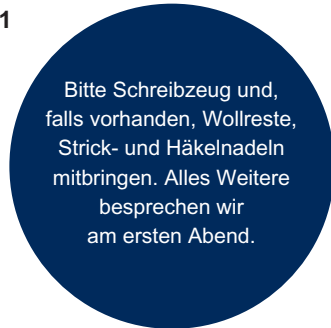 1
Bitte Schreibzeug und,
falls vorhanden, Wollreste,
Strick- und Häkelnadeln
mitbringen. Alles Weitere
besprechen wir
am ersten Abend.